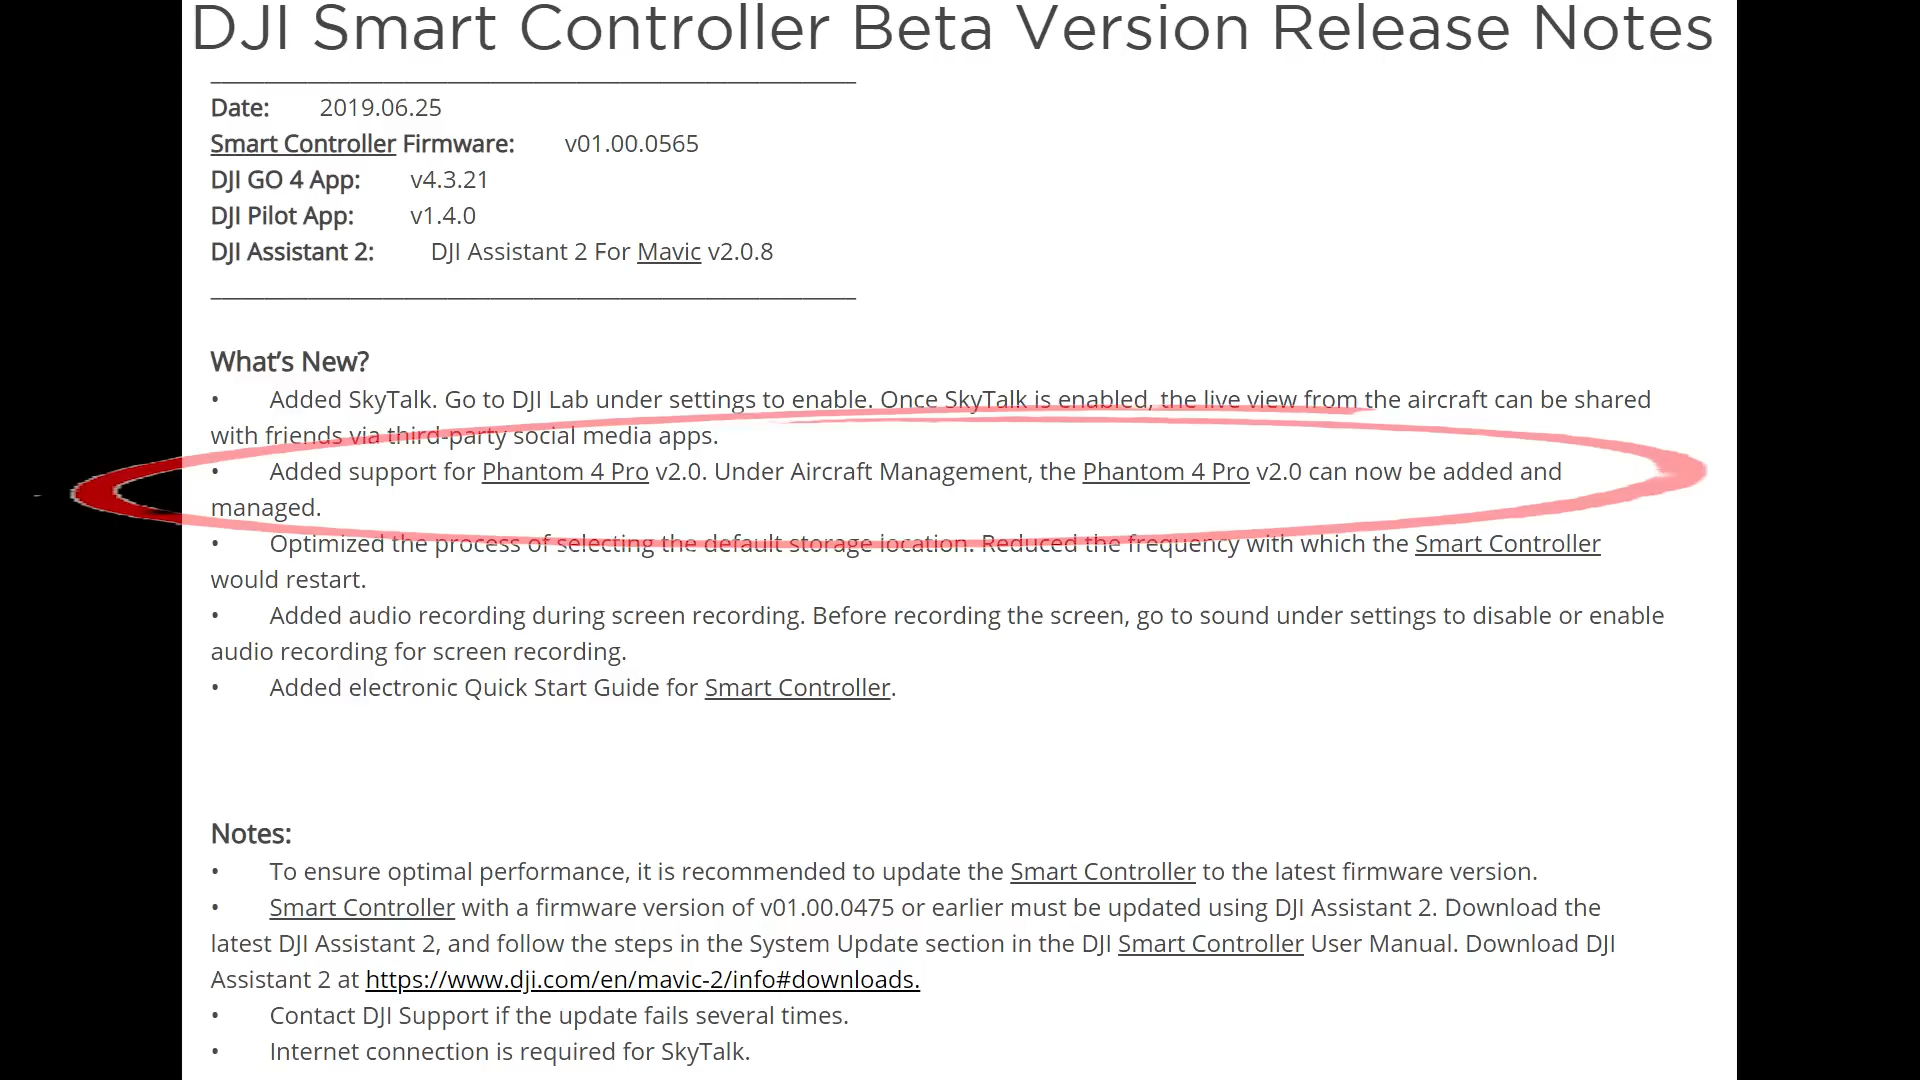 DJI Smart Controller Beta Version Release Notes
Date: 2019.06.25
Smart Controller Firmware: v01.00.0565
DJI GO 4 App: v4.3.21
DJI Pilot App: v1.4.0
DJI Assistant 2: DJI Assistant 2 For Mavic v2.0.8
What’s New?
• Added SkyTalk. Go to DJI Lab under settings to enable. Once SkyTalk is enabled, the live view from the aircraft can be shared
with friends via third-party social media apps.
• Added support for Phantom 4 Pro v2.0. Under Aircraft Management, the Phantom 4 Pro v2.0 can now be added and
managed.
• Optimized the process of selecting the default storage location. Reduced the frequency with which the Smart Controller
would restart.
• Added audio recording during screen recording. Before recording the screen, go to sound under settings to disable or enable
audio recording for screen recording.
• Added electronic Quick Start Guide for Smart Controller.
Notes:
• To ensure optimal performance, it is recommended to update the Smart Controller to the latest firmware version.
• Smart Controller with a firmware version of v01.00.0475 or earlier must be updated using DJI Assistant 2. Download the
latest DJI Assistant 2, and follow the steps in the System Update section in the DJI Smart Controller User Manual. Download DJI
Assistant 2 at https://www.dji.com/en/mavic-2/info#downloads.
• Contact DJI Support if the update fails several times.
• Internet connection is required for SkyTalk.